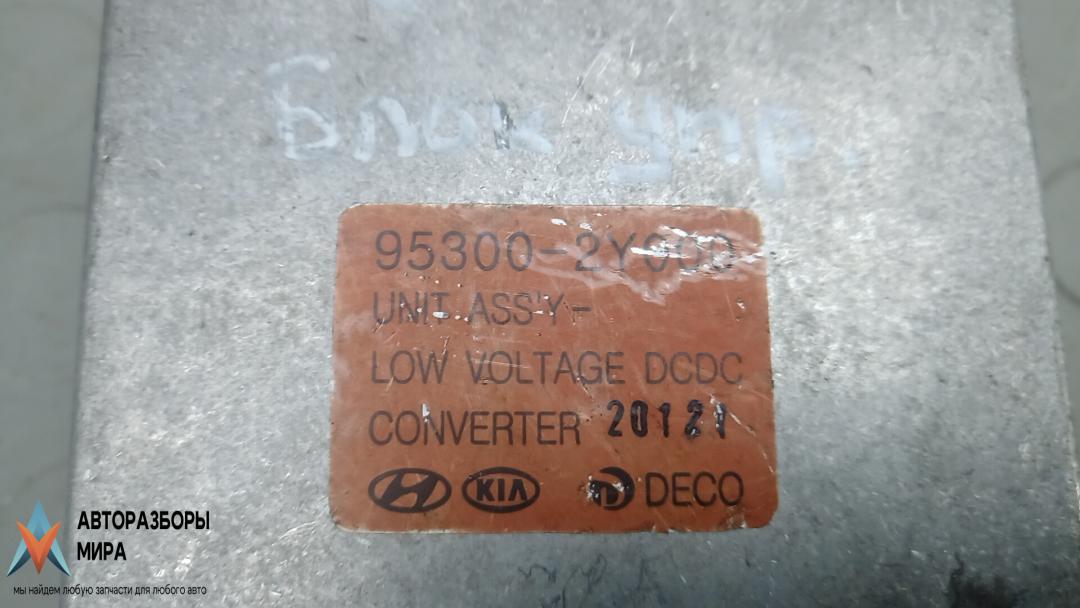 Блок упр.
95300-2Y000
UNIT ASS'Y-
LOW VOLTAGE DCDC
CONVERTER 20121
KIA DECO
АВТОРАЗБОРЫ
МИРА
мы найдем любую запчасти для любого авто